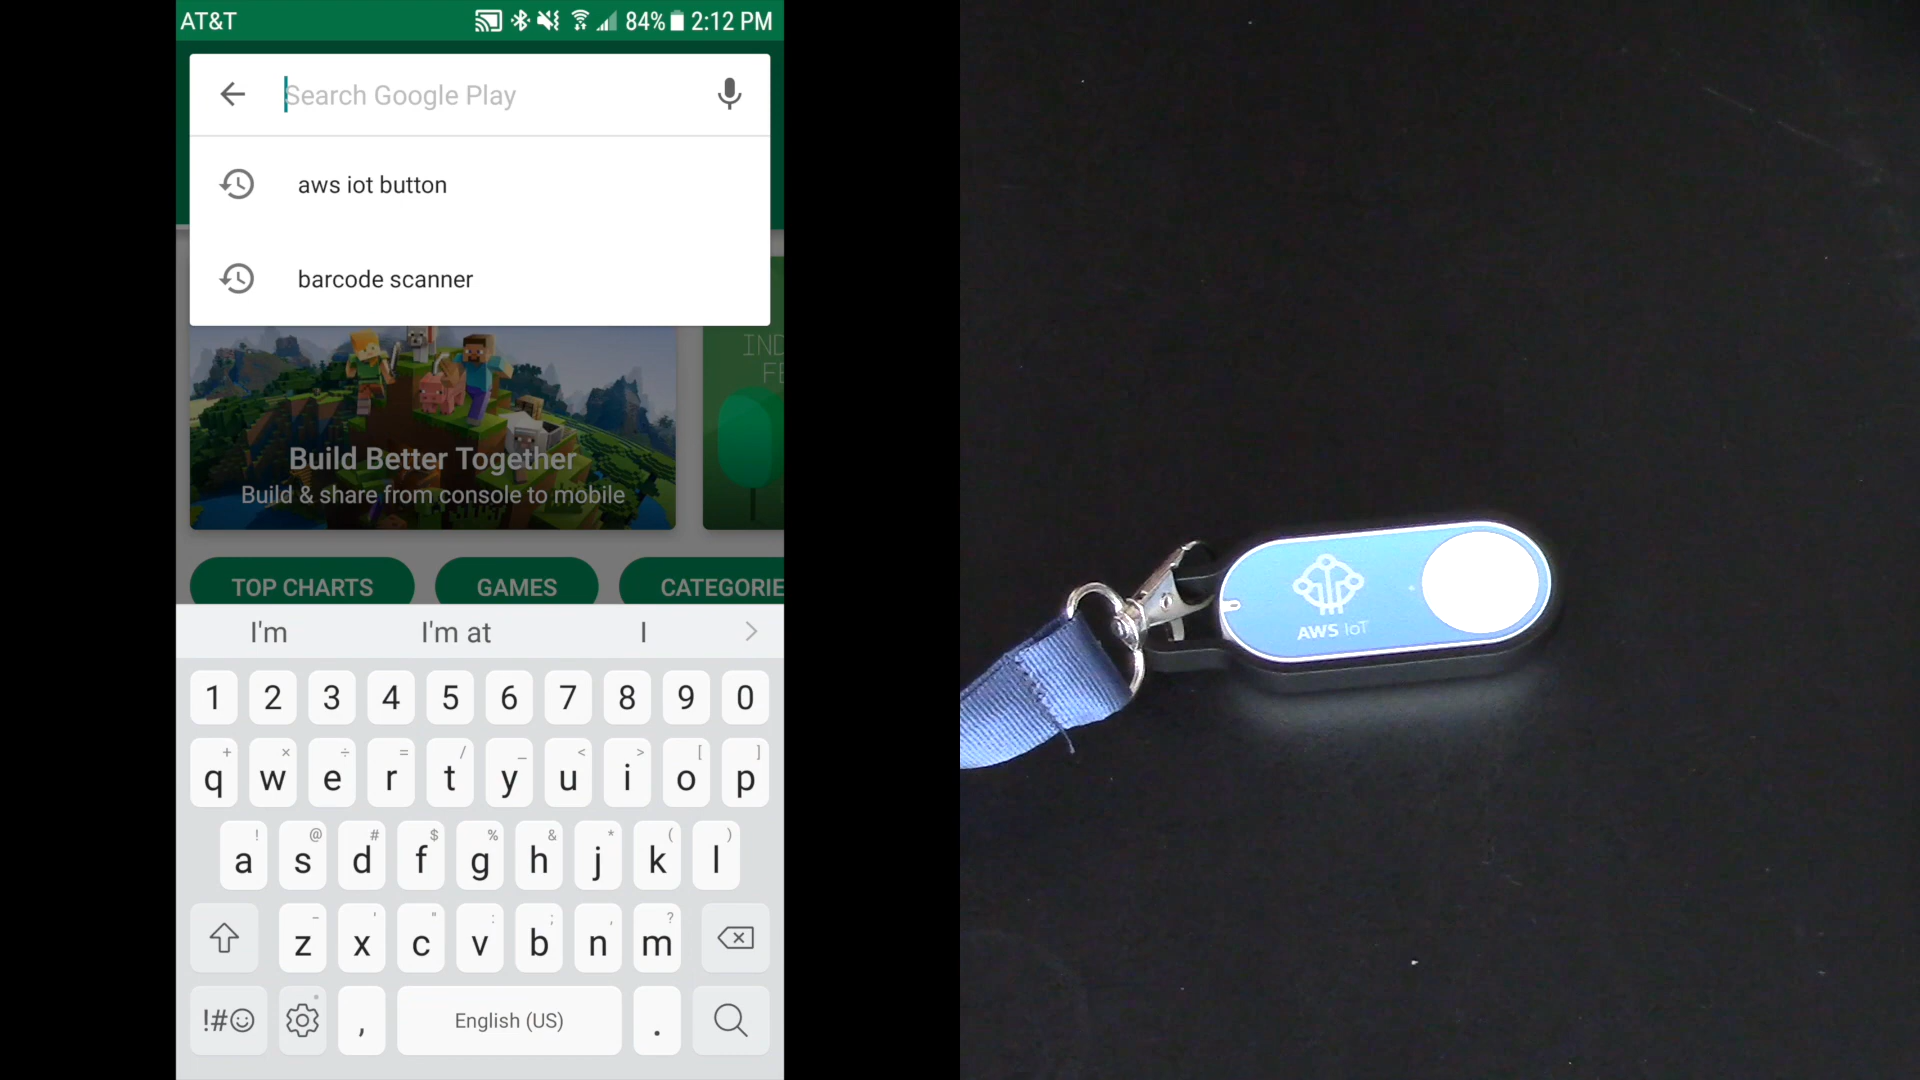 AT&T 84% 2:12 PM
Search Google Play
aws iot button
barcode scanner
IND
FE
Build Better Together
Build & share from console to mobile
TOP CHARTS GAMES CATEGORIE
I'm I'm at I
1 2 3 4 5 6 7 8 9 0
+ × ÷ = / _ < > [ ]
q w e r t y u i o p
! @ # $ % & * ( )
a s d f g h j k l
- ' " : ; , ?
z x c v b n m
!#☺ , English (US) .
AWS IoT